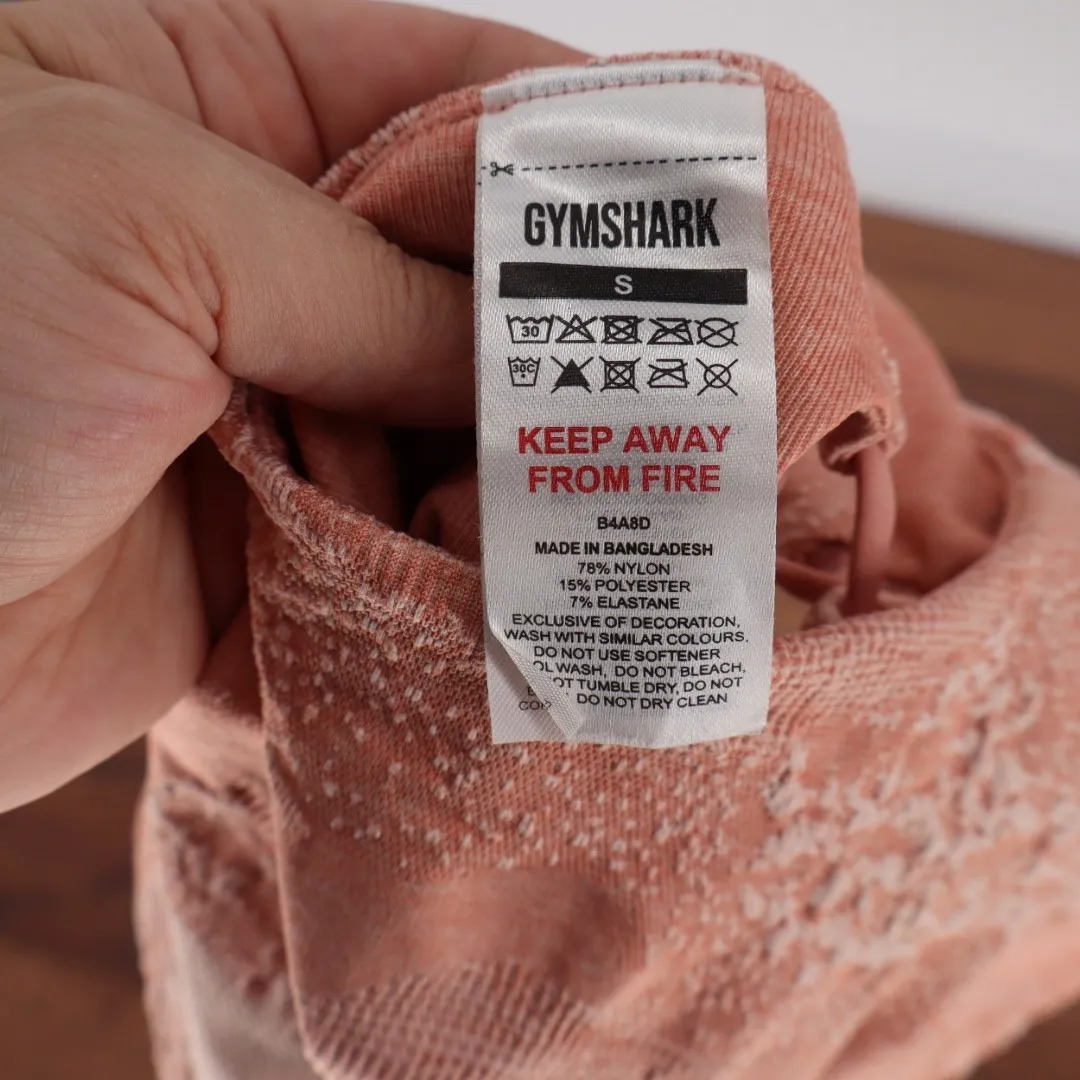 GYMSHARK
S
30
30C
KEEP AWAY
FROM FIRE
B4A8D
MADE IN BANGLADESH
78% NYLON
15% POLYESTER
7% ELASTANE
EXCLUSIVE OF DECORATION,
WASH WITH SIMILAR COLOURS.
DO NOT USE SOFTENER
WASH, DO NOT BLEACH,
TUMBLE DRY, DO NOT
DO NOT DRY CLEAN